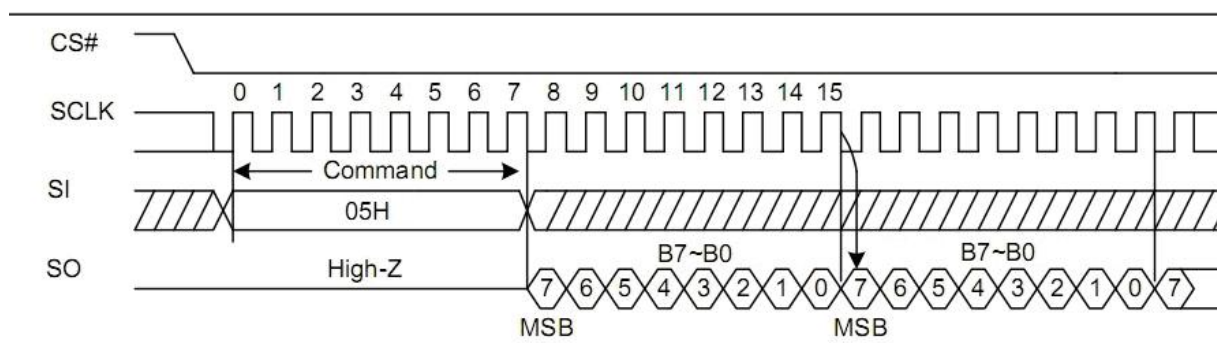 CS#
0 1 2 3 4 5 6 7 8 9 10 11 12 13 14 15
SCLK
Command
SI
05H
B7~B0 B7~B0
SO High-Z
7 6 5 4 3 2 1 0 7 6 5 4 3 2 1 0 7
MSB MSB